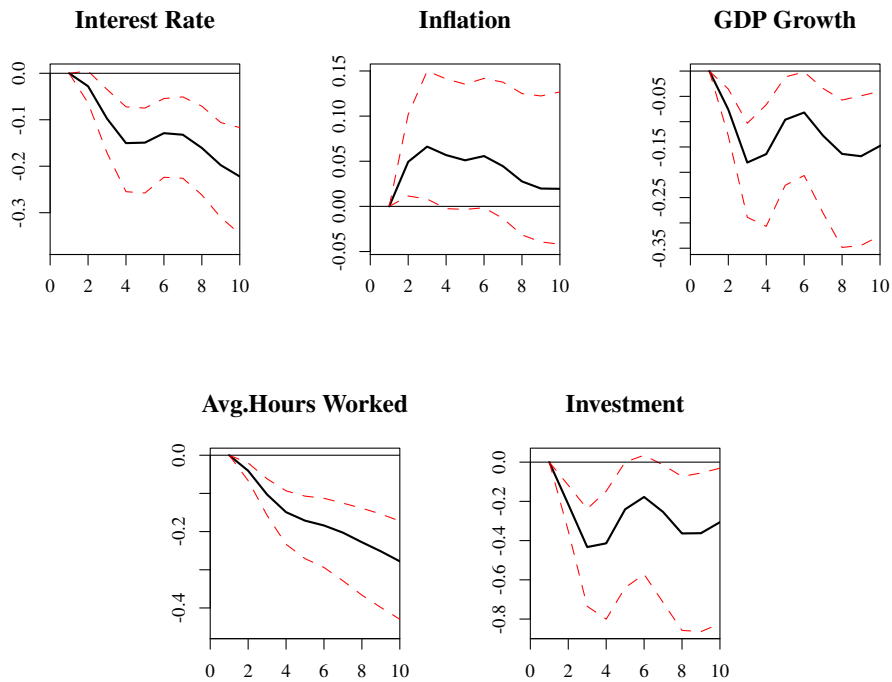 Interest Rate
0.0
-0.1
-0.2
-0.3
0 2 4 6 8 10
Inflation
0.15
0.10
0.05
0.00
-0.05
0 2 4 6 8 10
GDP Growth
-0.05
-0.15
-0.25
-0.35
0 2 4 6 8 10
Avg.Hours Worked
0.0
-0.2
-0.4
0 2 4 6 8 10
Investment
0.0
-0.2
-0.4
-0.6
-0.8
0 2 4 6 8 10